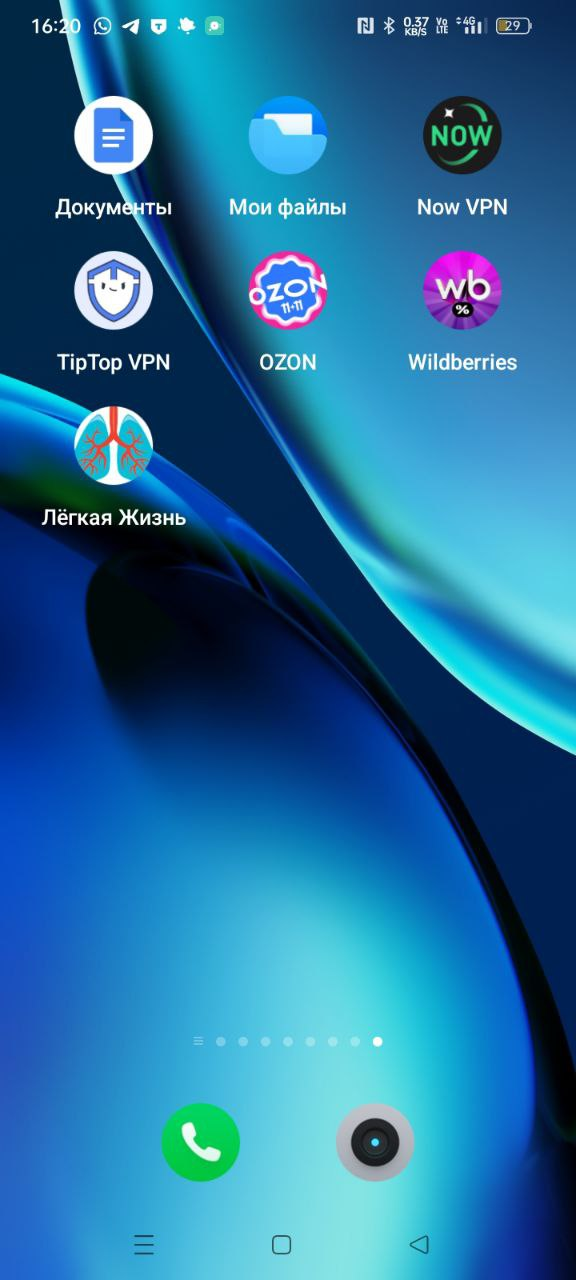 16:20
0.37 KB/S
Vo LTE
4G
29
Документы
Мои файлы
NOW
Now VPN
TipTop VPN
OZON
11•11
OZON
wb
%
Wildberries
Лёгкая Жизнь